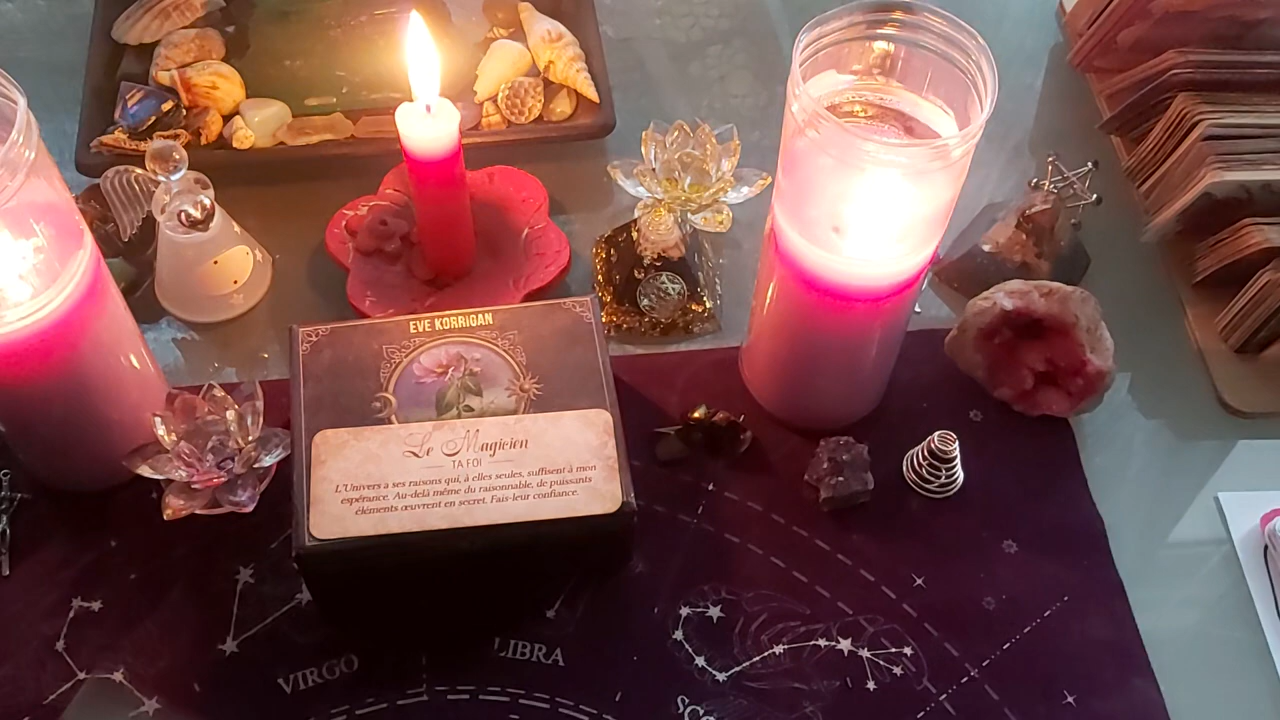 EVE KORRIGAN
Le Magicien
TA FOI
L'Univers a ses raisons qui, à elles seules, suffisent à mon
espérance. Au-delà même du raisonnable, de puissants
éléments œuvrent en secret. Fais-leur confiance.
VIRGO
LIBRA